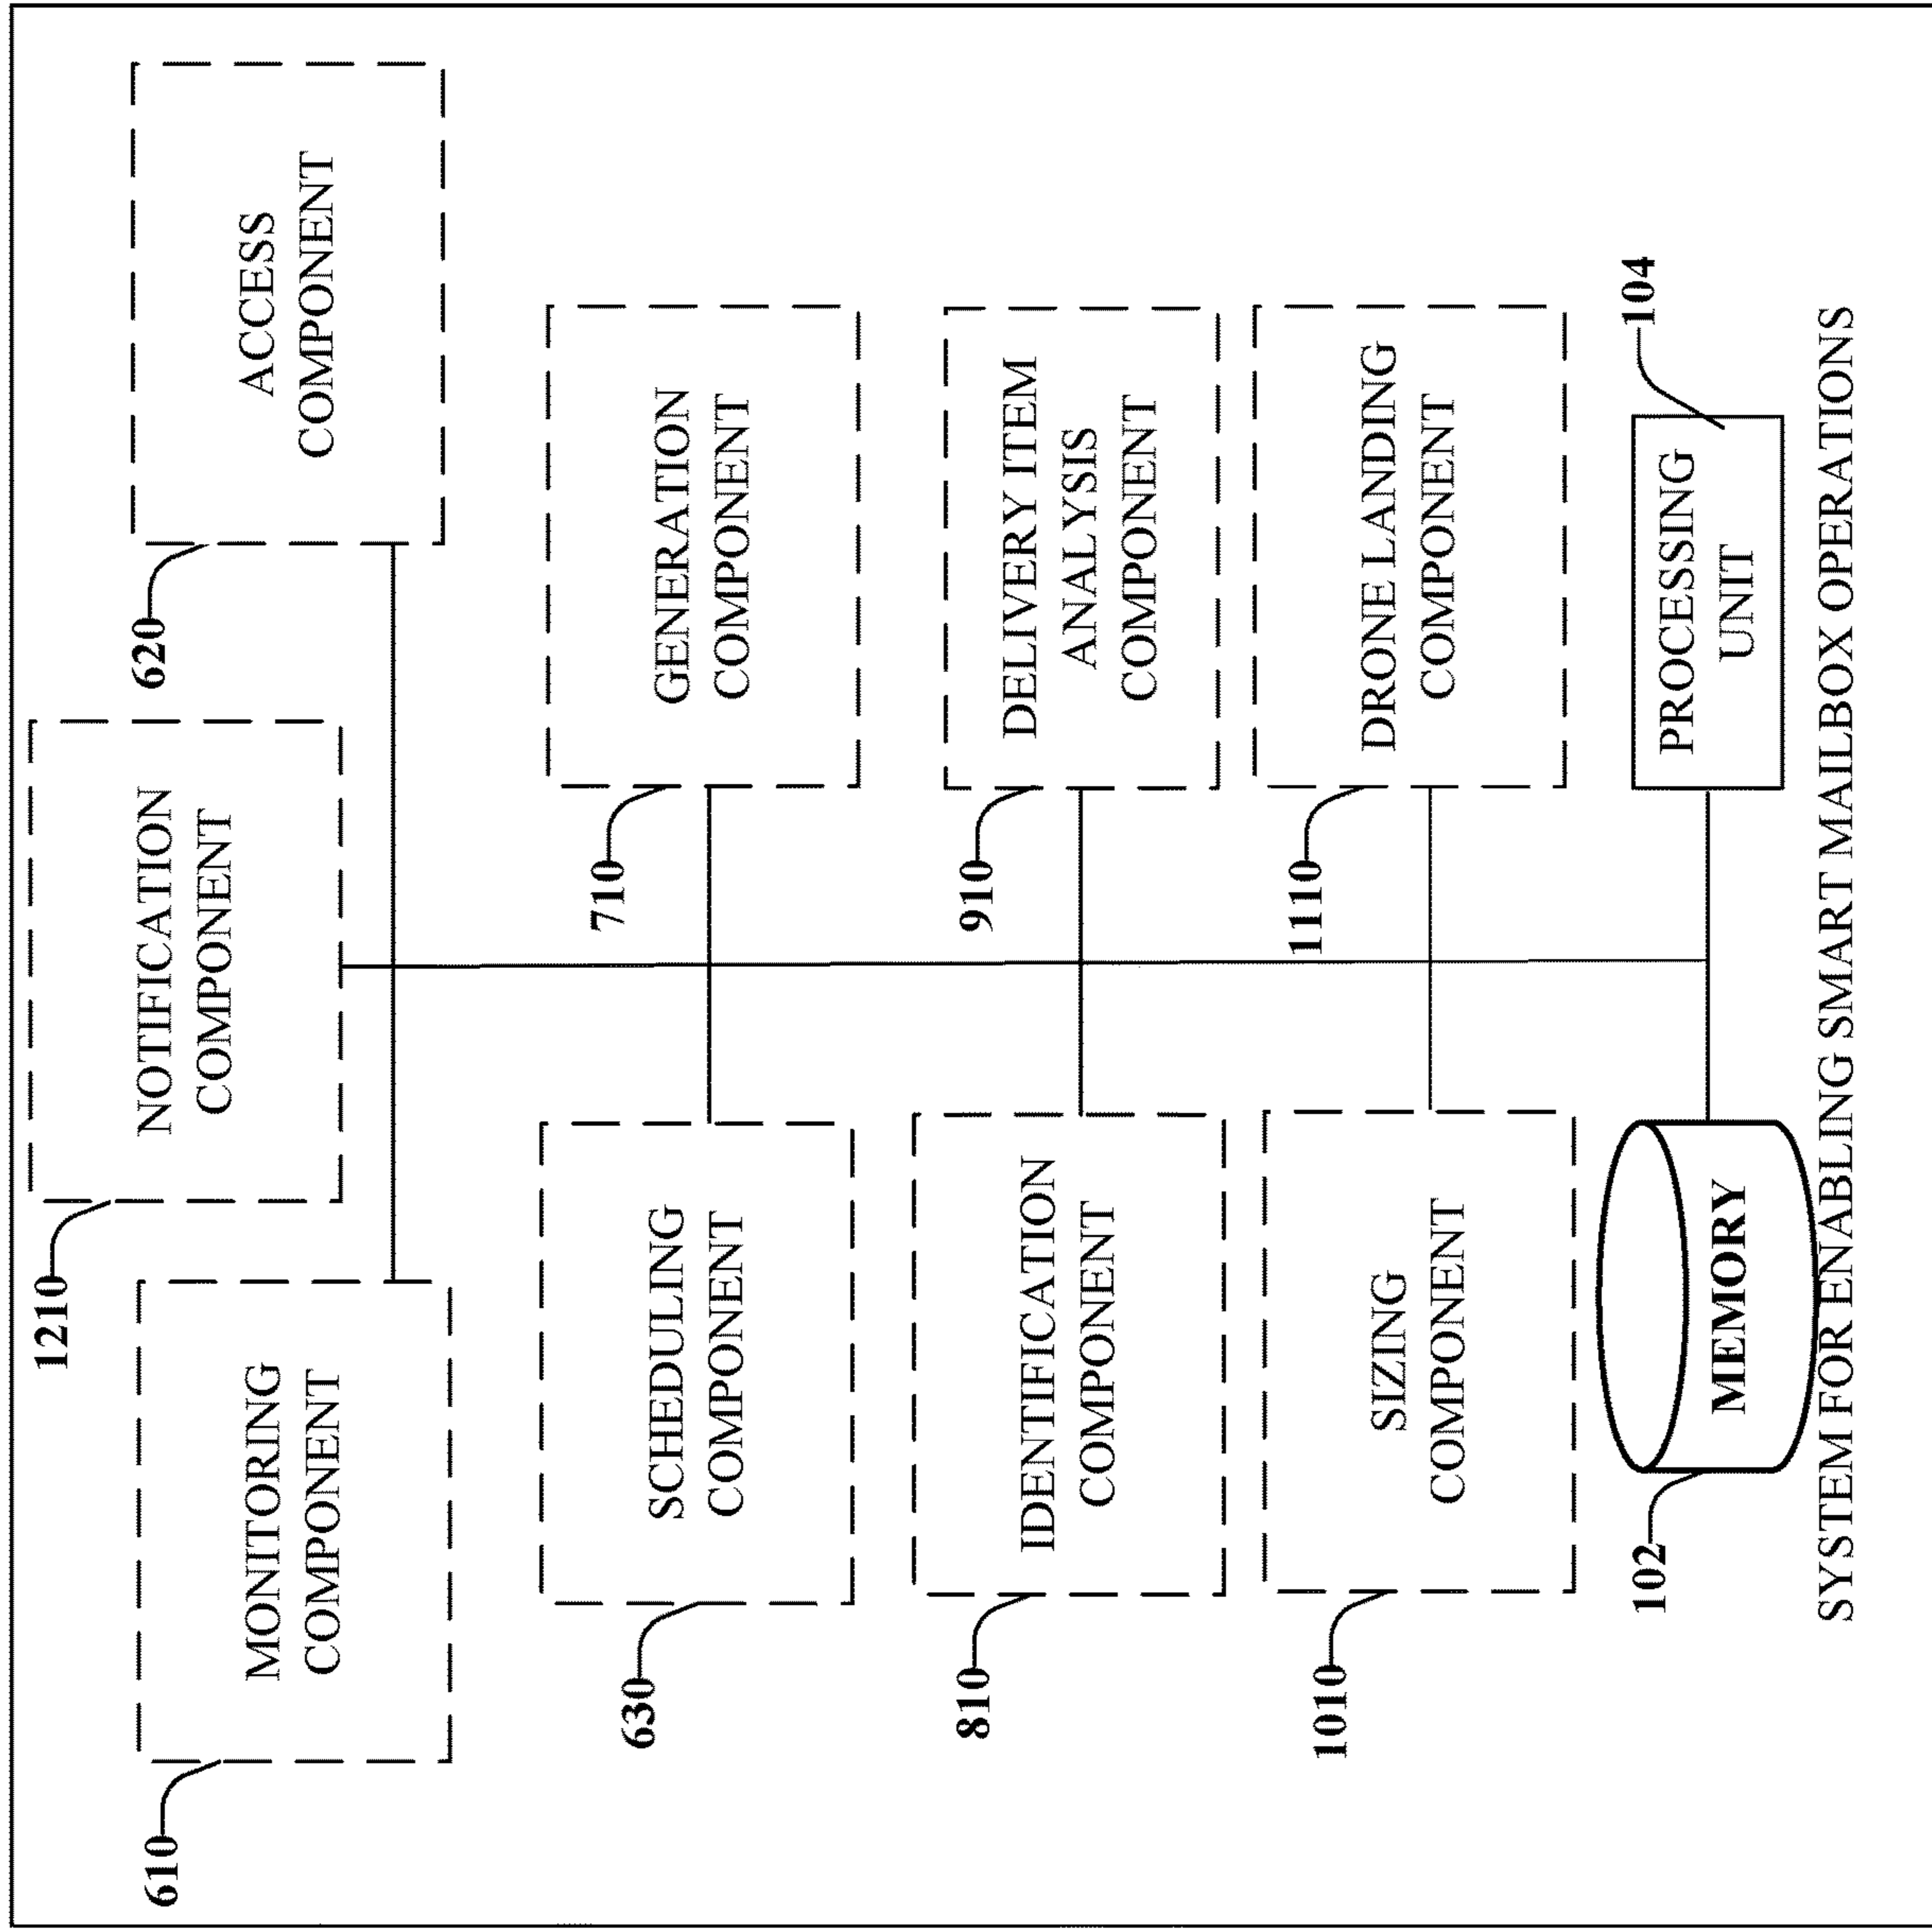 1210
NOTIFICATION
COMPONENT
610
MONITORING
COMPONENT
620
ACCESS
COMPONENT
630
SCHEDULING
COMPONENT
710
GENERATION
COMPONENT
810
IDENTIFICATION
COMPONENT
910
DELIVERY ITEM
ANALYSIS
COMPONENT
1010
SIZING
COMPONENT
1110
DRONE LANDING
COMPONENT
102
MEMORY
104
PROCESSING
UNIT
SYSTEM FOR ENABLING SMART MAILBOX OPERATIONS